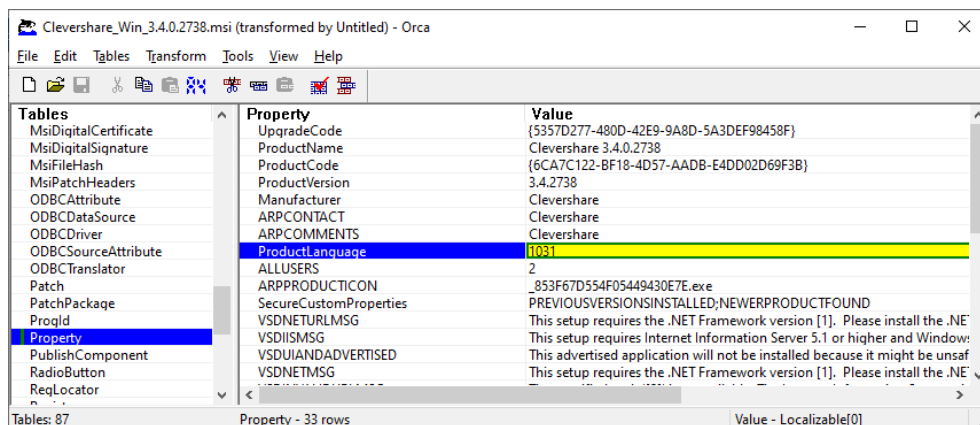 Clevershare_Win_3.4.0.2738.msi (transformed by Untitled) - Orca
File Edit Tables Transform Tools View Help
Tables Property Value
MsiDigitalCertificate UpgradeCode {5357D277-480D-42E9-9A8D-5A3DEF98458F}
MsiDigitalSignature ProductName Clevershare 3.4.0.2738
MsiFileHash ProductCode {6CA7C122-BF18-4D57-AADB-E4DD02D69F3B}
MsiPatchHeaders ProductVersion 3.4.2738
ODBCAttribute Manufacturer Clevershare
ODBCDataSource ARPCONTACT Clevershare
ODBCDriver ARPCOMMENTS Clevershare
ODBCSourceAttribute ProductLanguage 1031
ODBCTranslator ALLUSERS 2
Patch ARPPRODUCTICON _853F67D554F05449430E7E.exe
PatchPackage SecureCustomProperties PREVIOUSVERSIONSINSTALLED;NEWERPRODUCTFOUND
ProgId VSDNETURLMSG This setup requires the .NET Framework version [1]. Please install the .NET
Property VSDIISMSG This setup requires Internet Information Server 5.1 or higher and Windows
PublishComponent VSDUIANDADVERTISED This advertised application will not be installed because it might be unsaf
RadioButton VSDNETMSG This setup requires the .NET Framework version [1]. Please install the .NET
ReqLocator
Tables: 87 Property - 33 rows Value - Localizable[0]